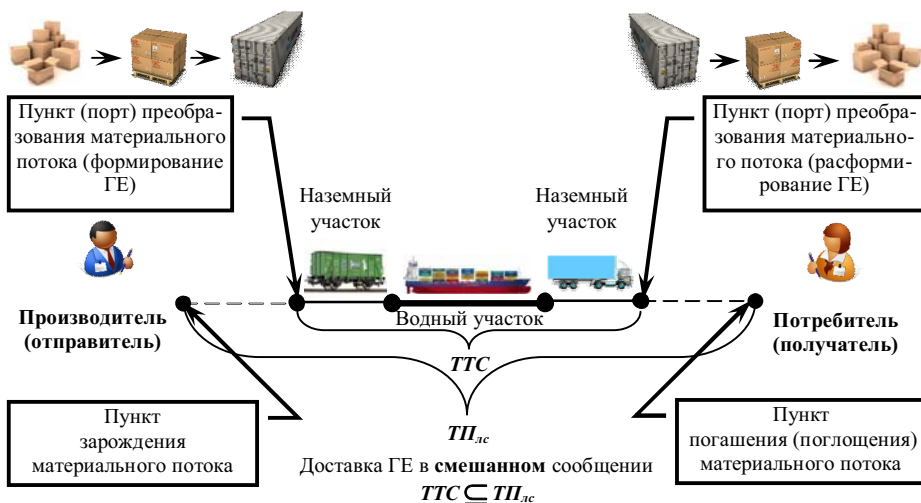 Пункт (порт) преобра-
зования материального
потока (формирование
ГЕ)
Пункт (порт) преобра-
зования материально-
го потока (расформи-
рование ГЕ)
Наземный
участок
Наземный
участок
Водный участок
Производитель
(отправитель)
Потребитель
(получатель)
ТТС
Пункт
зарождения
материального потока
Пункт
погашения (поглощения)
материального потока
ТПлс
Доставка ГЕ в смешанном сообщении
ТТС ⊆ ТПлс